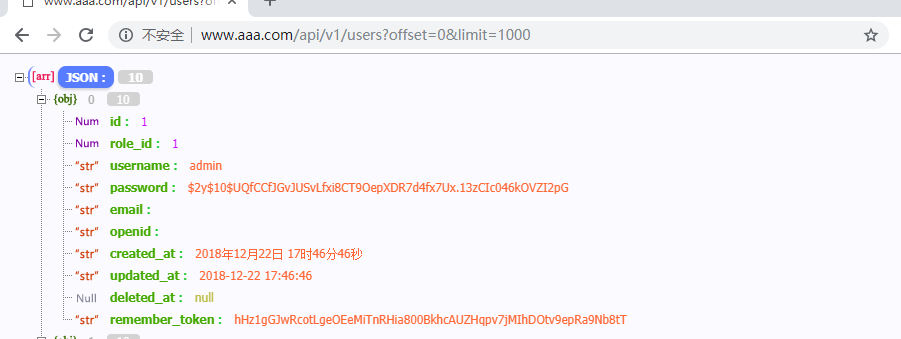 www.aaa.com/api/v1/users?of
不安全 www.aaa.com/api/v1/users?offset=0&limit=1000
[arr] JSON : 10
{obj} 0 10
Num id : 1
Num role_id : 1
"str" username : admin
"str" password : $2y$10$UQfCCfJGvJUSvLfxi8CT9OepXDR7d4fx7Ux.13zCIc046kOVZI2pG
"str" email :
"str" openid :
"str" created_at : 2018年12月22日 17时46分46秒
"str" updated_at : 2018-12-22 17:46:46
Null deleted_at : null
"str" remember_token : hHz1gGJwRcotLgeOEeMiTnRHia800BkhcAUZHqpv7jMIhDOtv9epRa9Nb8tT